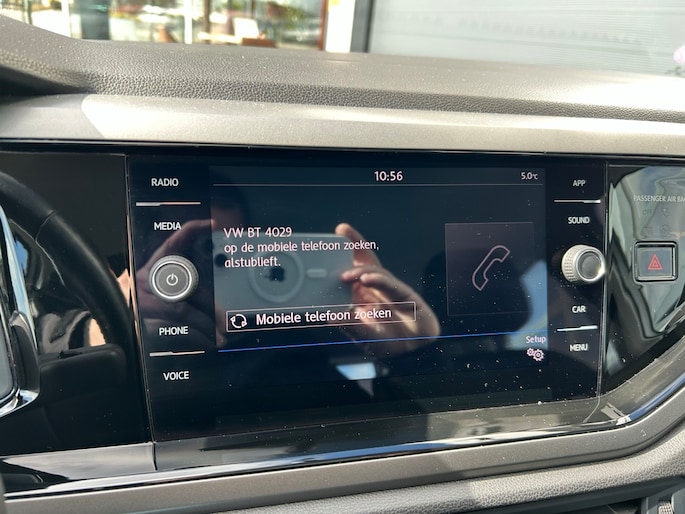 10:56
5.0°C
RADIO
MEDIA
PHONE
VOICE
VW BT 4029
op de mobiele telefoon zoeken,
alstublieft.
Mobiele telefoon zoeken
Setup
APP
SOUND
CAR
MENU
PASSENGER AIR BAG